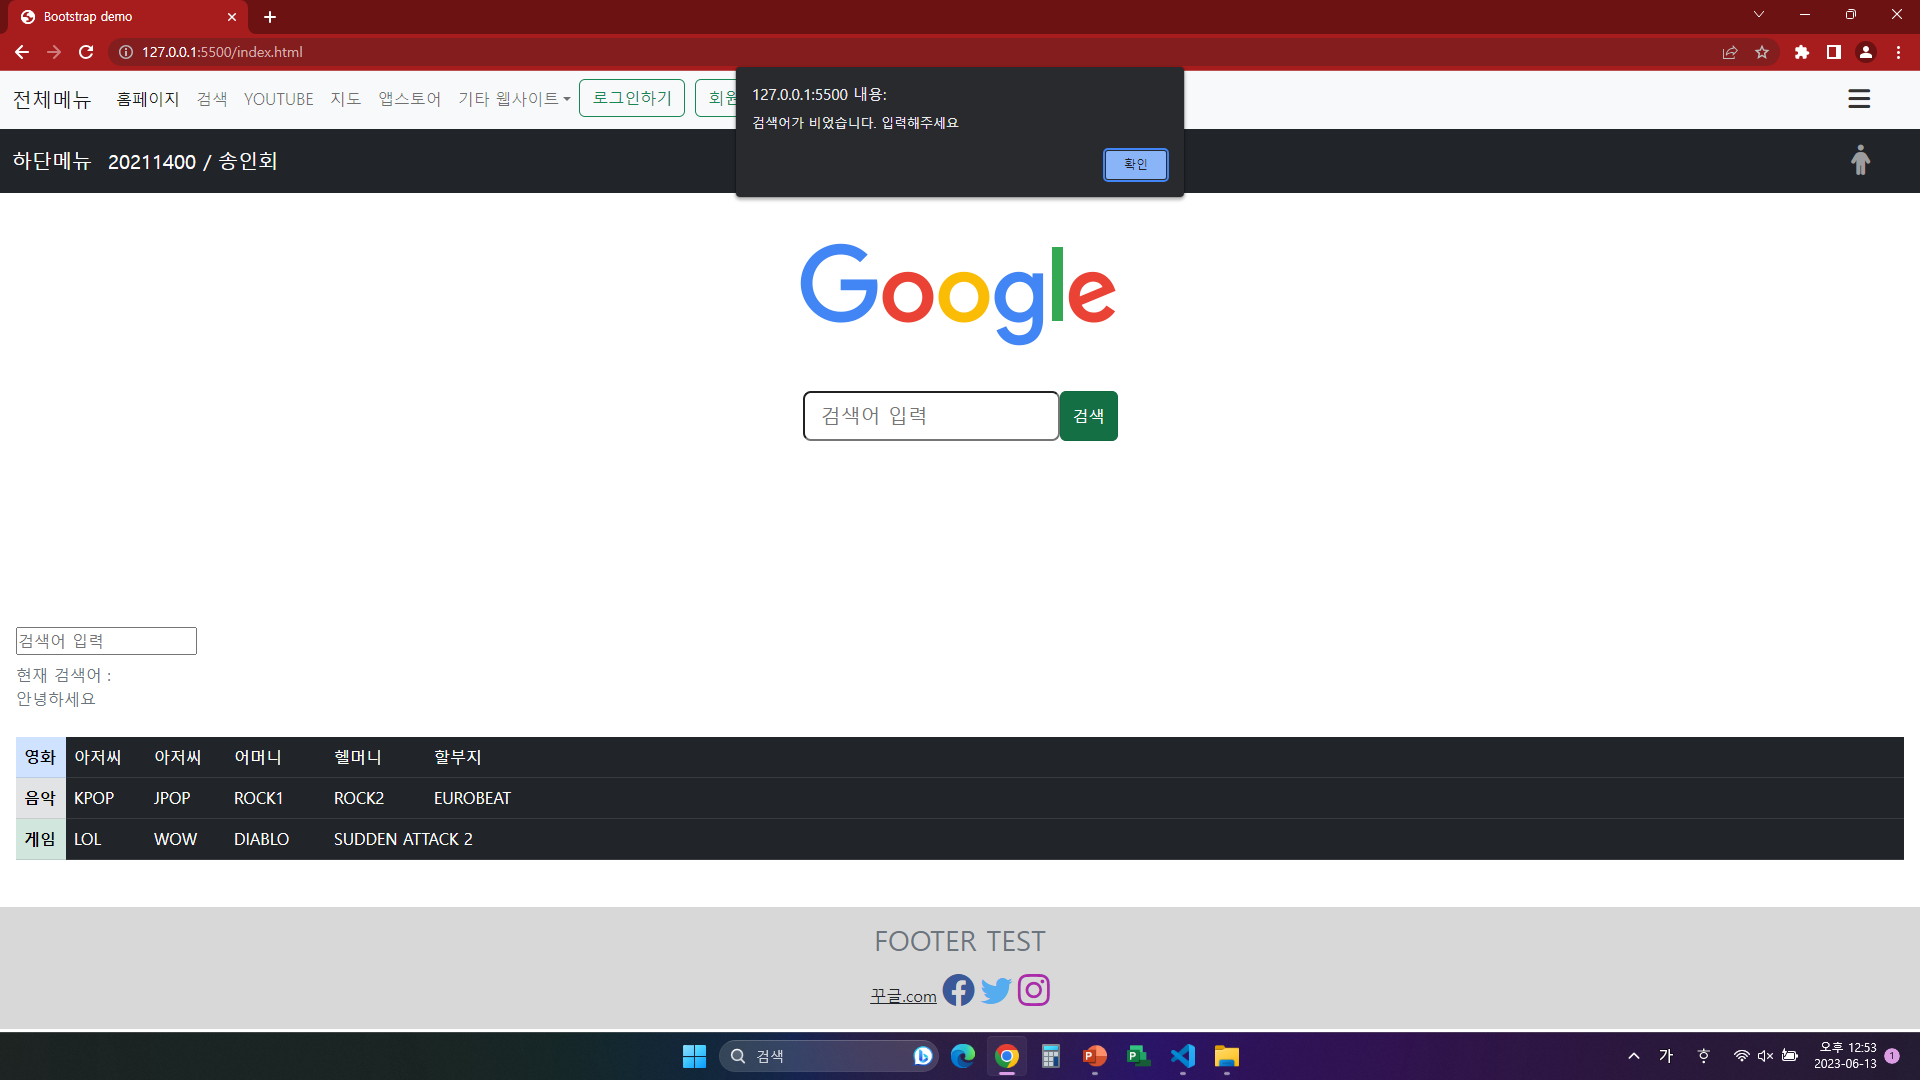 Bootstrap demo
127.0.0.1:5500/index.html
전체메뉴 홈페이지 검색 YOUTUBE 지도 앱스토어 기타 웹사이트 로그인하기
127.0.0.1:5500 내용:
검색어가 비었습니다. 입력해주세요
확인
하단메뉴 20211400 / 송인회
Google
검색어 입력 검색
검색어 입력
현재 검색어 :
안녕하세요
영화 아저씨 아저씨 어머니 헬머니 할부지
음악 KPOP JPOP ROCK1 ROCK2 EUROBEAT
게임 LOL WOW DIABLO SUDDEN ATTACK 2
FOOTER TEST
꾸글.com
검색
가
오후 12:53
2023-06-13
1